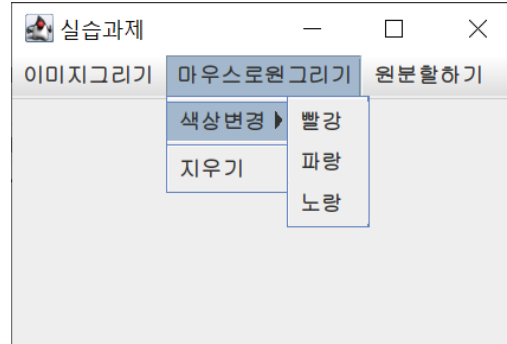 실습과제
이미지그리기 마우스로원그리기 원분할하기
색상변경 빨강
지우기 파랑
노랑